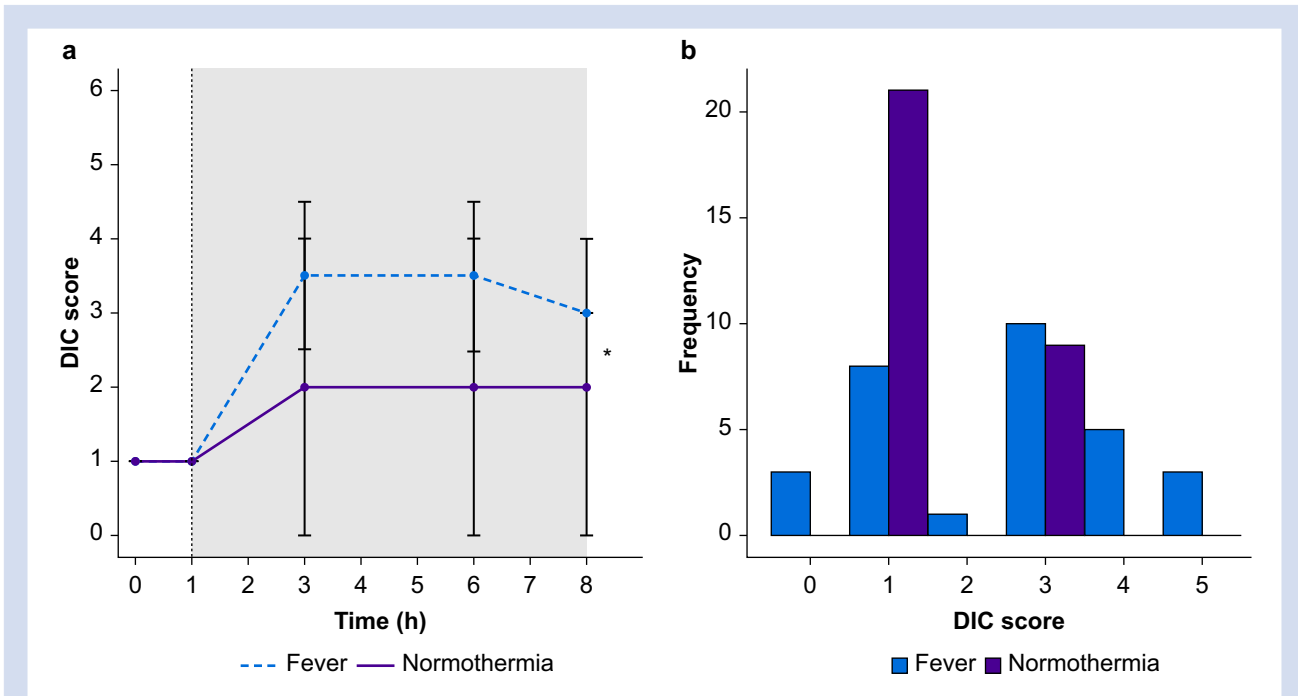 a
6
5
4
3
2
1
0
DIC score
0 1 2 3 4 5 6 7 8
Time (h)
*
Fever Normothermia
b
20
15
10
5
0
Frequency
0 1 2 3 4 5
DIC score
Fever Normothermia